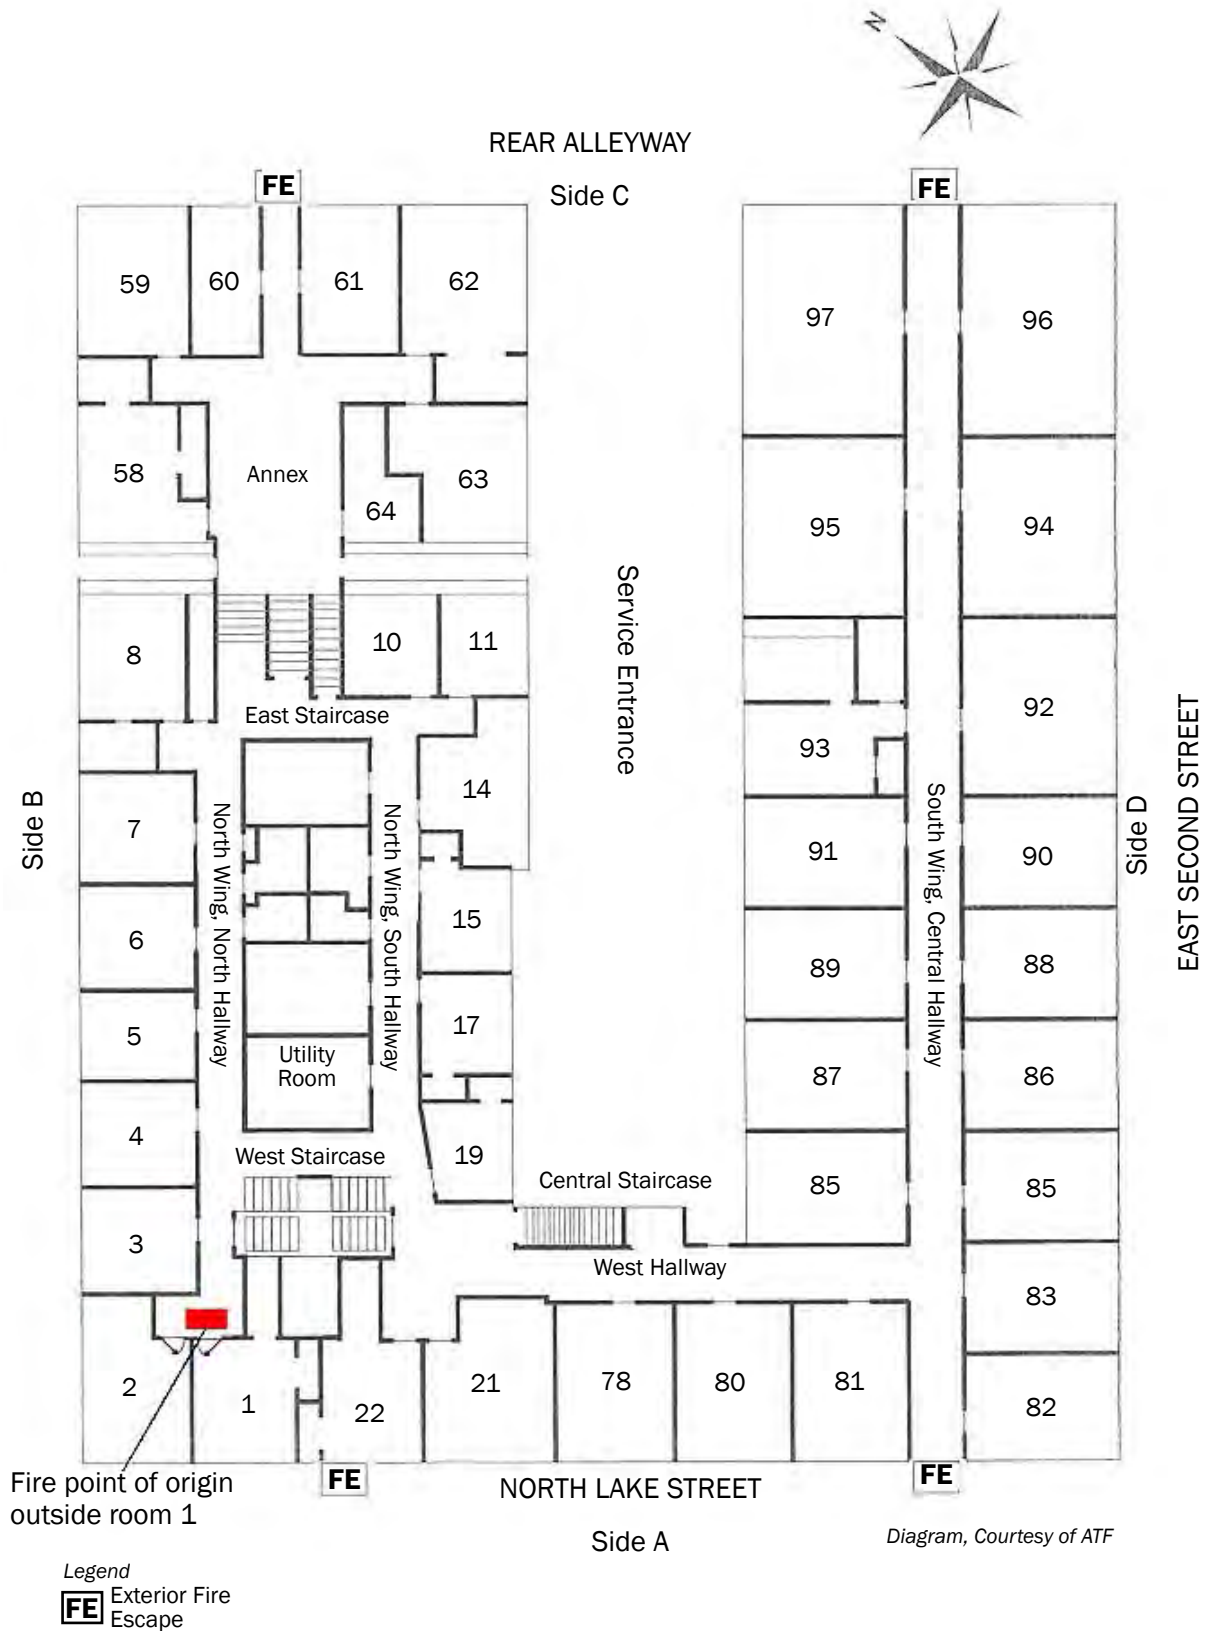 N
REAR ALLEYWAY
FE
Side C
FE
59
60
61
62
97
96
58
Annex
64
63
95
94
8
10
11
Service Entrance
East Staircase
92
93
14
7
Side B
North Wing, North Hallway
North Wing, South Hallway
South Wing, Central Hallway
Side D
EAST SECOND STREET
91
90
6
15
89
88
5
17
Utility
Room
87
86
4
West Staircase
19
Central Staircase
85
85
3
West Hallway
83
2
1
22
21
78
80
81
82
Fire point of origin
outside room 1
FE
NORTH LAKE STREET
FE
Side A
Diagram, Courtesy of ATF
Legend
FE Exterior Fire
Escape